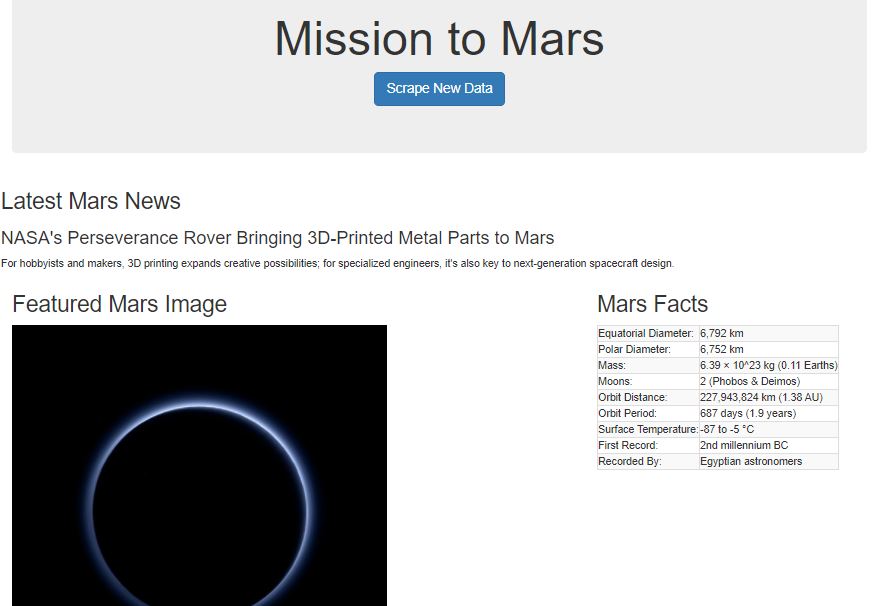 Mission to Mars
Scrape New Data
Latest Mars News
NASA's Perseverance Rover Bringing 3D-Printed Metal Parts to Mars
For hobbyists and makers, 3D printing expands creative possibilities; for specialized engineers, it's also key to next-generation spacecraft design.
Featured Mars Image
Mars Facts
Equatorial Diameter: 6,792 km
Polar Diameter: 6,752 km
Mass: 6.39 × 10^23 kg (0.11 Earths)
Moons: 2 (Phobos & Deimos)
Orbit Distance: 227,943,824 km (1.38 AU)
Orbit Period: 687 days (1.9 years)
Surface Temperature: -87 to -5 °C
First Record: 2nd millennium BC
Recorded By: Egyptian astronomers